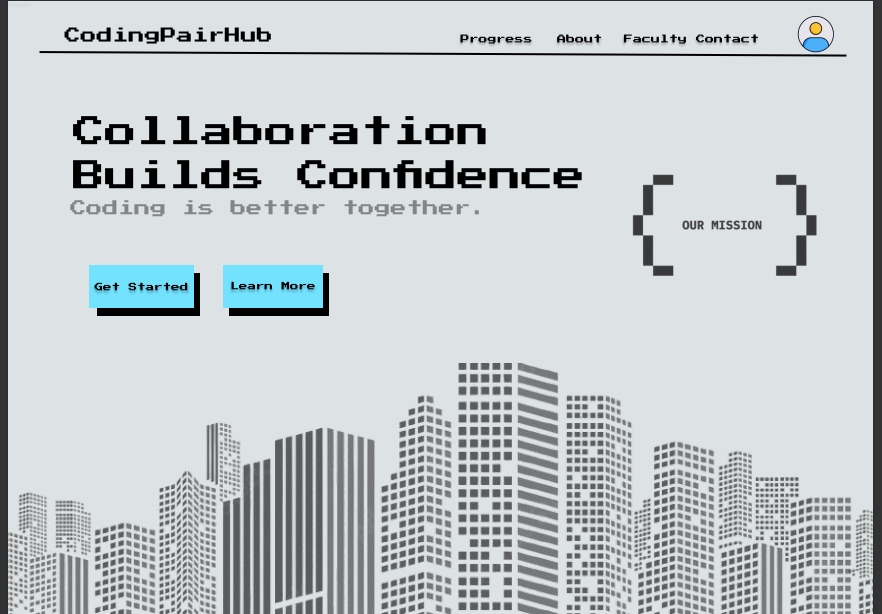 CodingPairHub
Progress About Faculty Contact
Collaboration
Builds Confidence
Coding is better together.
OUR MISSION
Get Started Learn More